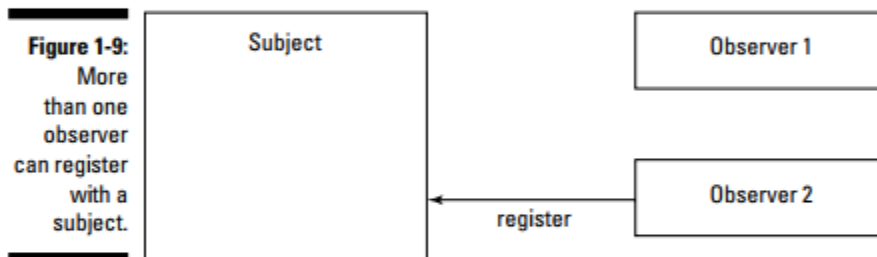 Figure 1-9:
More
than one
observer
can register
with a
subject.
Subject
Observer 1
Observer 2
register